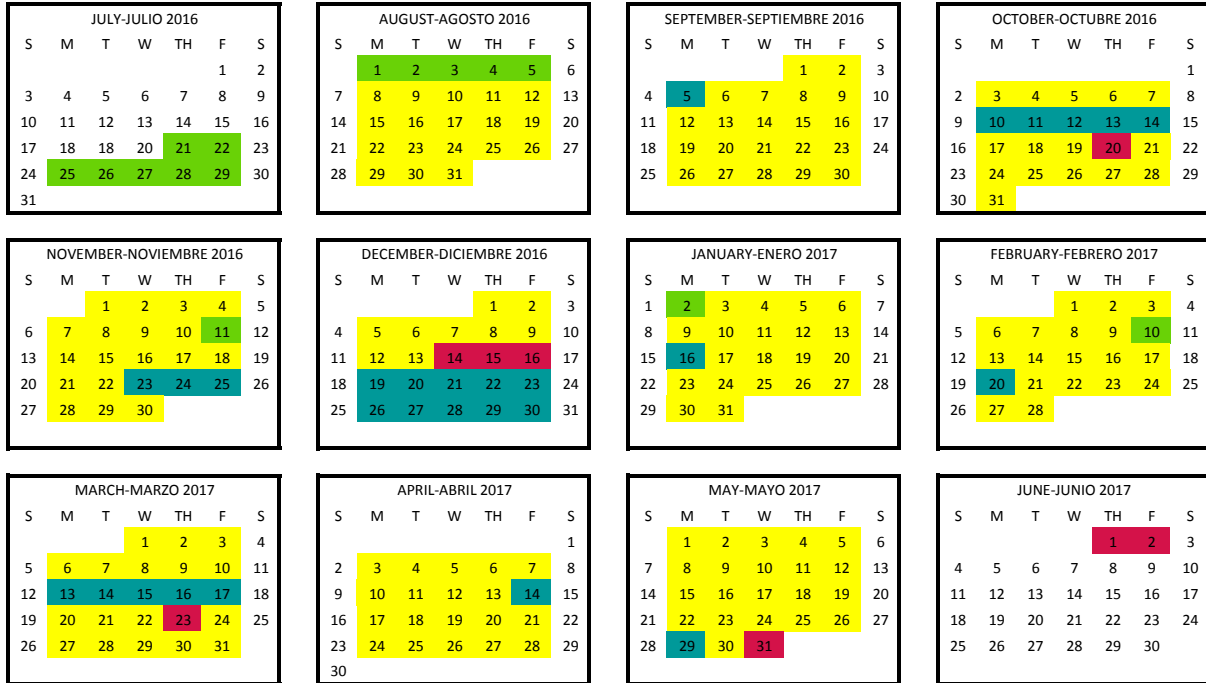 JULY-JULIO 2016
S M T W TH F S
1 2
3 4 5 6 7 8 9
10 11 12 13 14 15 16
17 18 18 20 21 22 23
24 25 26 27 28 29 30
31
AUGUST-AGOSTO 2016
S M T W TH F S
1 2 3 4 5 6
7 8 9 10 11 12 13
14 15 16 17 18 19 20
21 22 23 24 25 26 27
28 29 30 31
SEPTEMBER-SEPTIEMBRE 2016
S M T W TH F S
1 2 3
4 5 6 7 8 9 10
11 12 13 14 15 16 17
18 19 20 21 22 23 24
25 26 27 28 29 30
OCTOBER-OCTUBRE 2016
S M T W TH F S
1
2 3 4 5 6 7 8
9 10 11 12 13 14 15
16 17 18 19 20 21 22
23 24 25 26 27 28 29
30 31
NOVEMBER-NOVIEMBRE 2016
S M T W TH F S
1 2 3 4 5
6 7 8 9 10 11 12
13 14 15 16 17 18 19
20 21 22 23 24 25 26
27 28 29 30
DECEMBER-DICIEMBRE 2016
S M T W TH F S
1 2 3
4 5 6 7 8 9 10
11 12 13 14 15 16 17
18 19 20 21 22 23 24
25 26 27 28 29 30 31
JANUARY-ENERO 2017
S M T W TH F S
1 2 3 4 5 6 7
8 9 10 11 12 13 14
15 16 17 18 19 20 21
22 23 24 25 26 27 28
29 30 31
FEBRUARY-FEBRERO 2017
S M T W TH F S
1 2 3 4
5 6 7 8 9 10 11
12 13 14 15 16 17 18
19 20 21 22 23 24 25
26 27 28
MARCH-MARZO 2017
S M T W TH F S
1 2 3 4
5 6 7 8 9 10 11
12 13 14 15 16 17 18
19 20 21 22 23 24 25
26 27 28 29 30 31
APRIL-ABRIL 2017
S M T W TH F S
1
2 3 4 5 6 7 8
9 10 11 12 13 14 15
16 17 18 19 20 21 22
23 24 25 26 27 28 29
30
MAY-MAYO 2017
S M T W TH F S
1 2 3 4 5 6
7 8 9 10 11 12 13
14 15 16 17 18 19 20
21 22 23 24 25 26 27
28 29 30 31
JUNE-JUNIO 2017
S M T W TH F S
1 2 3
4 5 6 7 8 9 10
11 12 13 14 15 16 17
18 19 20 21 22 23 24
25 26 27 28 29 30